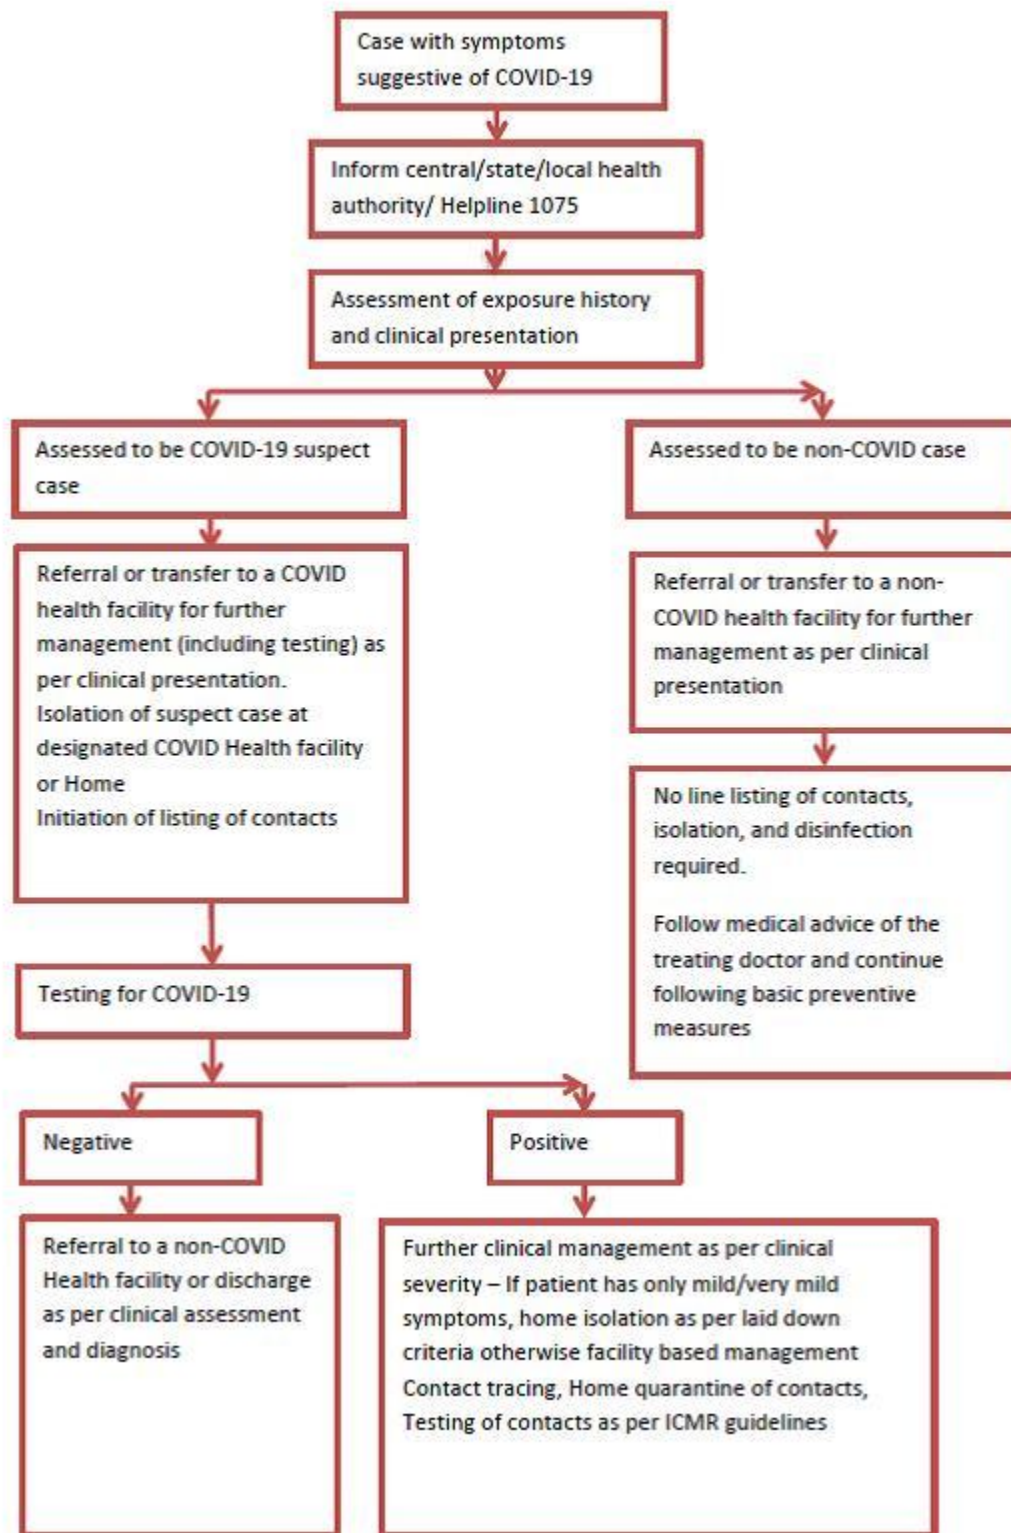 Case with symptoms
suggestive of COVID-19
Inform central/state/local health
authority/ Helpline 1075
Assessment of exposure history
and clinical presentation
Assessed to be COVID-19 suspect
case
Assessed to be non-COVID case
Referral or transfer to a COVID
health facility for further
management (including testing) as
per clinical presentation.
Isolation of suspect case at
designated COVID Health facility
or Home
Initiation of listing of contacts
Referral or transfer to a non-
COVID health facility for further
management as per clinical
presentation
No line listing of contacts,
isolation, and disinfection
required.
Follow medical advice of the
treating doctor and continue
following basic preventive
measures
Testing for COVID-19
Negative
Positive
Referral to a non-COVID
Health facility or discharge
as per clinical assessment
and diagnosis
Further clinical management as per clinical
severity – If patient has only mild/very mild
symptoms, home isolation as per laid down
criteria otherwise facility based management
Contact tracing, Home quarantine of contacts,
Testing of contacts as per ICMR guidelines